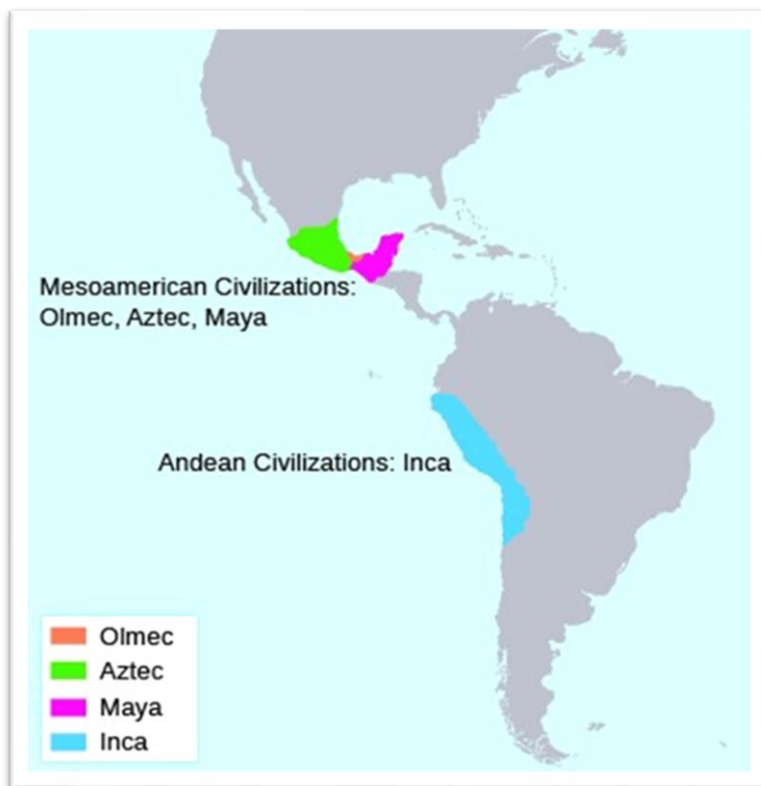 Mesoamerican Civilizations:
Olmec, Aztec, Maya
Andean Civilizations: Inca
Olmec
Aztec
Maya
Inca